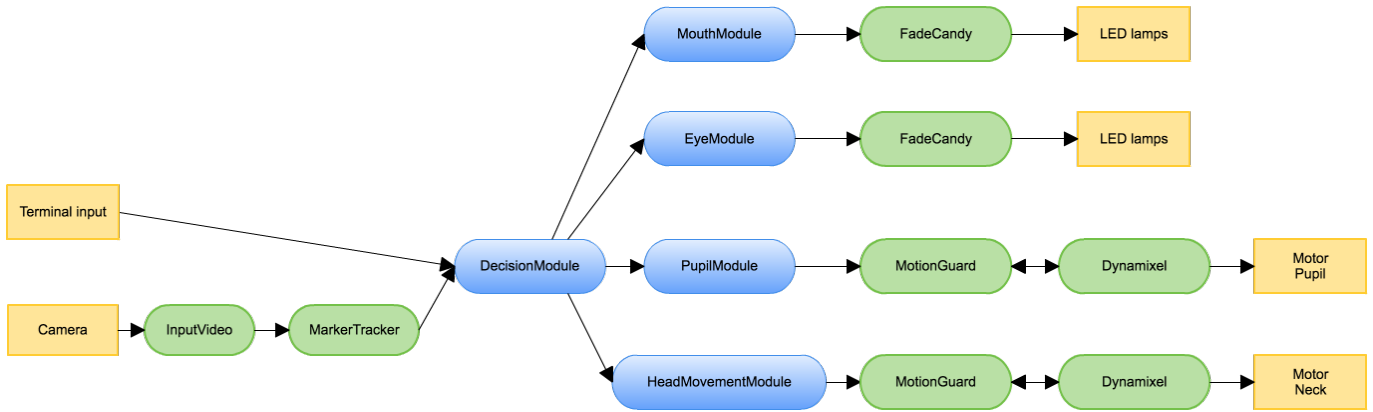 MouthModule
FadeCandy
LED lamps
EyeModule
FadeCandy
LED lamps
Terminal input
DecisionModule
PupilModule
MotionGuard
Dynamixel
Motor
Pupil
Camera
InputVideo
MarkerTracker
HeadMovementModule
MotionGuard
Dynamixel
Motor
Neck